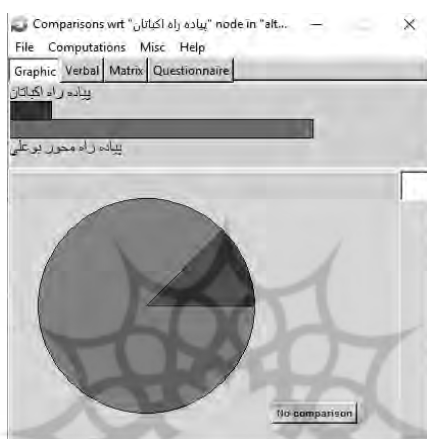 Comparisons wrt "پیاده راه اکباتان" node in "alt...
File Computations Misc Help
Graphic Verbal Matrix Questionnaire
پیاده راه اکباتان
پیاده راه محور بوعلی
No comparison